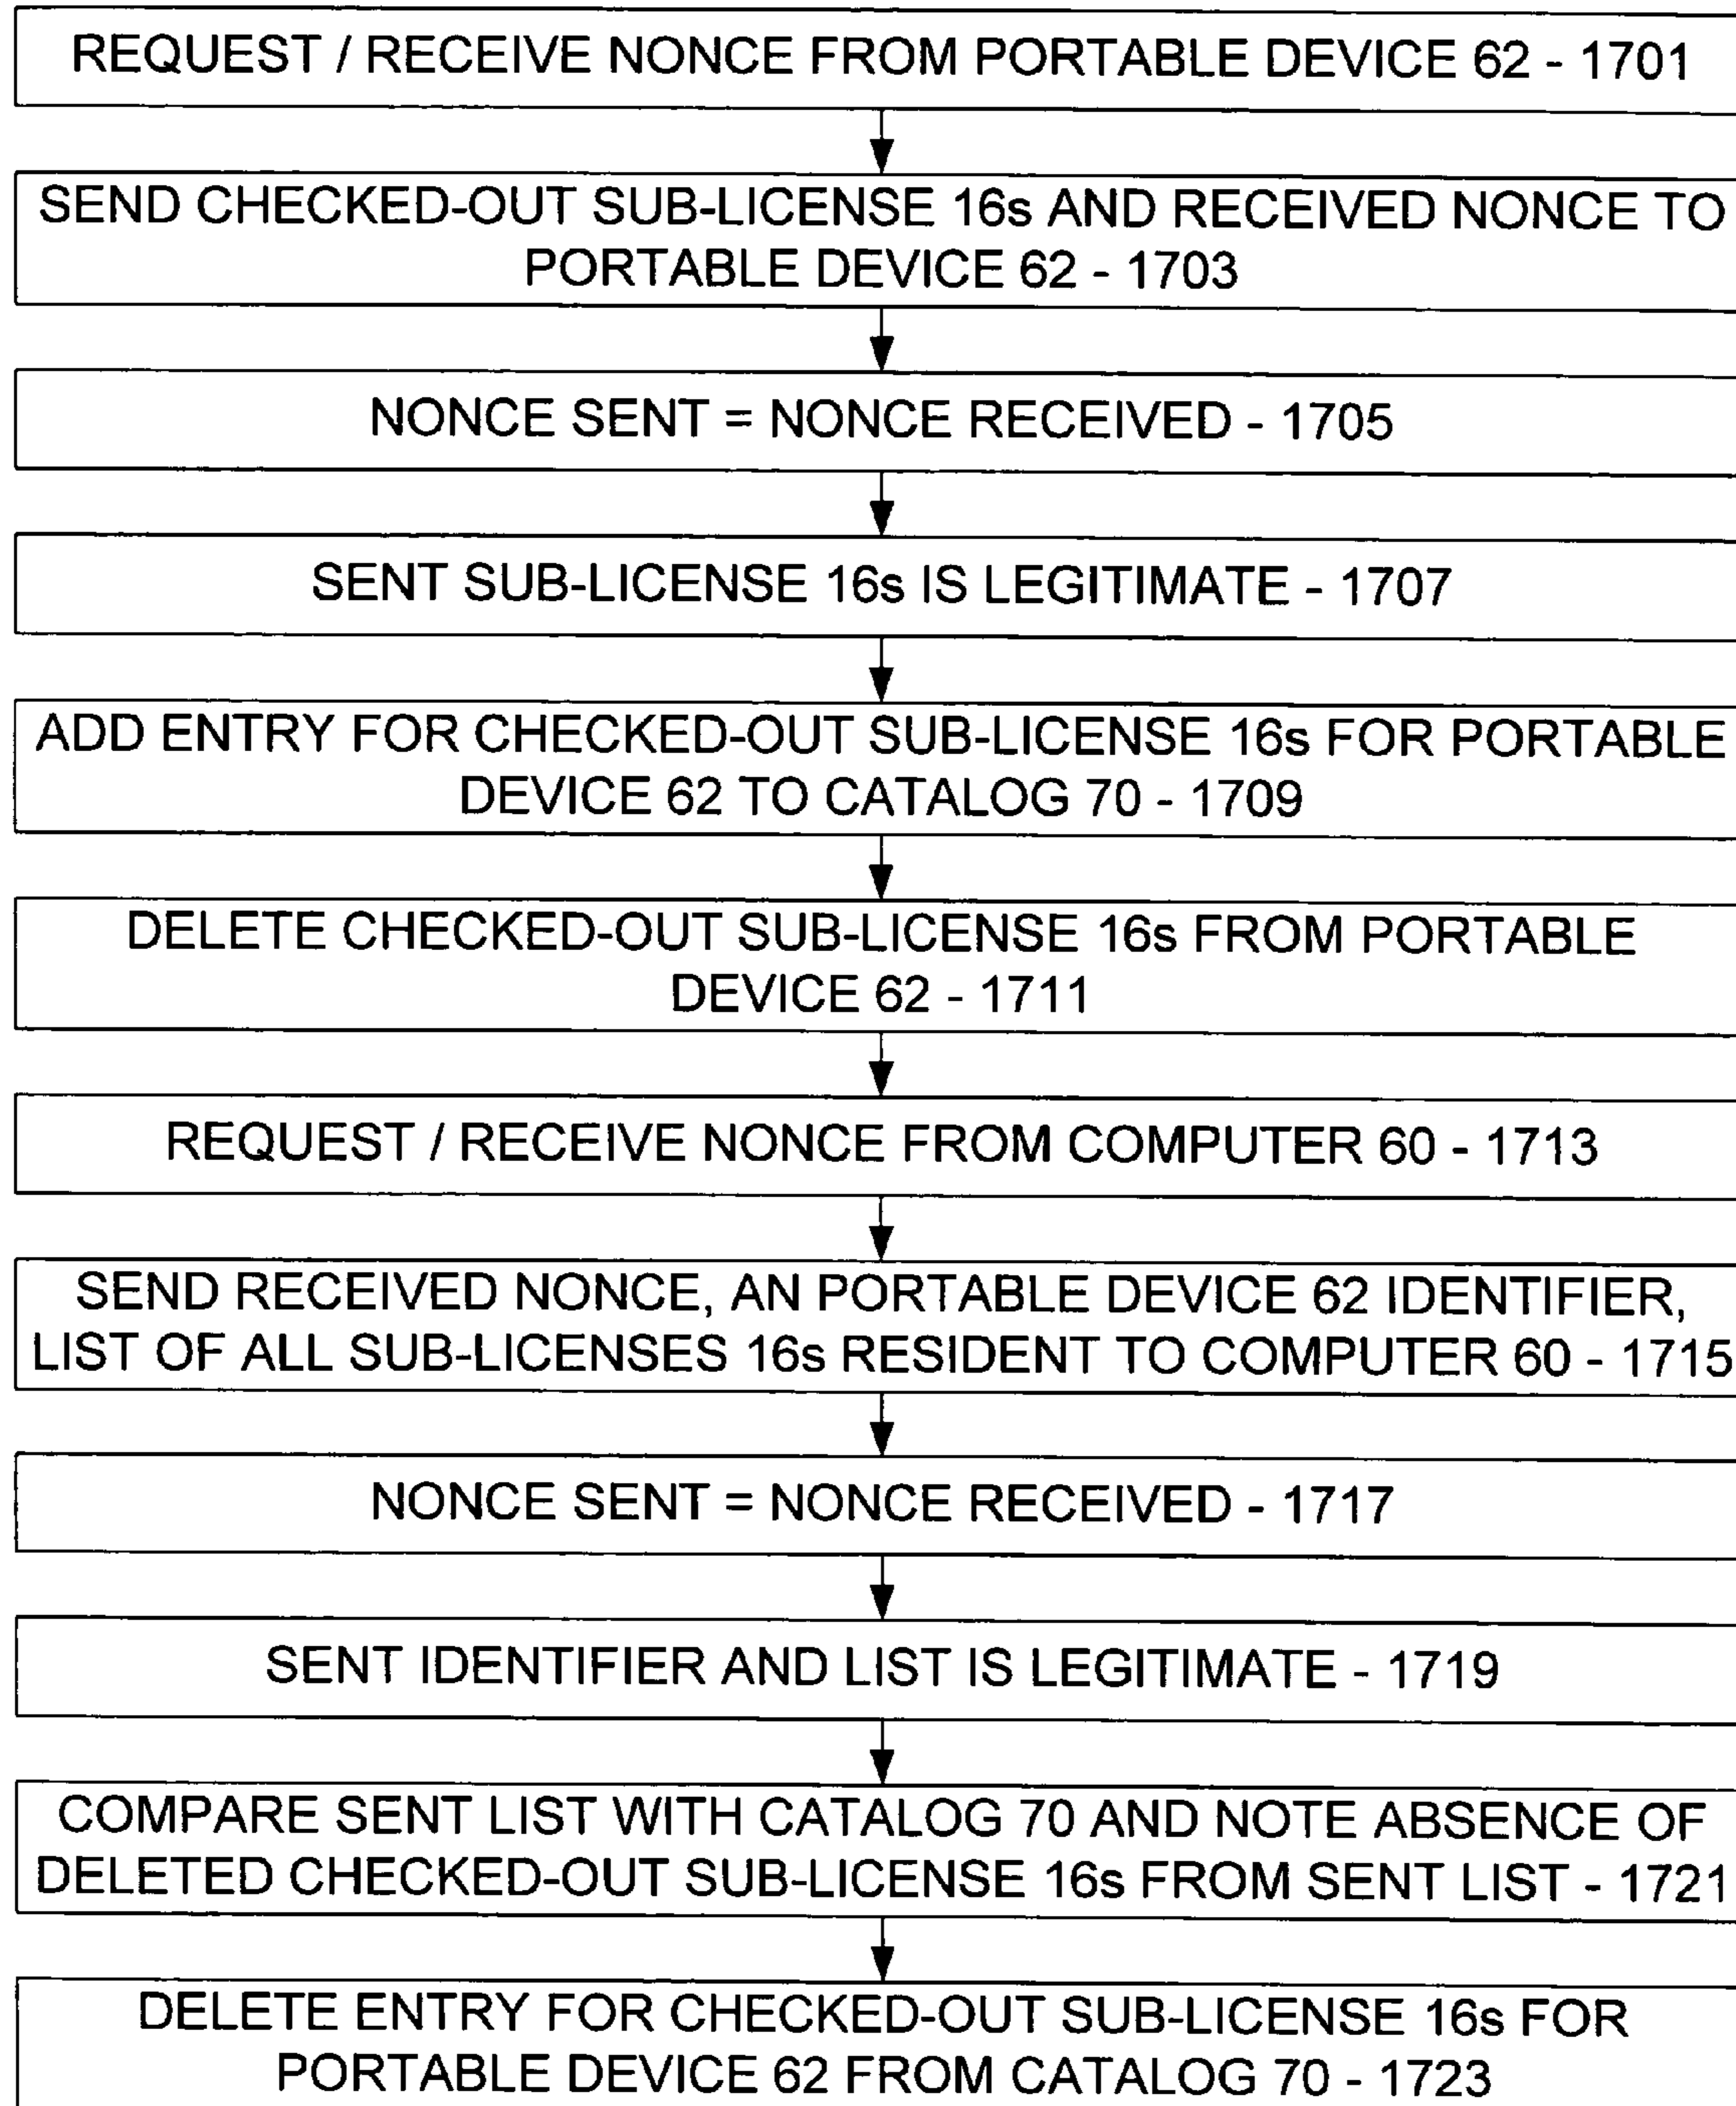 REQUEST / RECEIVE NONCE FROM PORTABLE DEVICE 62 - 1701
SEND CHECKED-OUT SUB-LICENSE 16s AND RECEIVED NONCE TO
PORTABLE DEVICE 62 - 1703
NONCE SENT = NONCE RECEIVED - 1705
SENT SUB-LICENSE 16s IS LEGITIMATE - 1707
ADD ENTRY FOR CHECKED-OUT SUB-LICENSE 16s FOR PORTABLE
DEVICE 62 TO CATALOG 70 - 1709
DELETE CHECKED-OUT SUB-LICENSE 16s FROM PORTABLE
DEVICE 62 - 1711
REQUEST / RECEIVE NONCE FROM COMPUTER 60 - 1713
SEND RECEIVED NONCE, AN PORTABLE DEVICE 62 IDENTIFIER,
LIST OF ALL SUB-LICENSES 16s RESIDENT TO COMPUTER 60 - 1715
NONCE SENT = NONCE RECEIVED - 1717
SENT IDENTIFIER AND LIST IS LEGITIMATE - 1719
COMPARE SENT LIST WITH CATALOG 70 AND NOTE ABSENCE OF
DELETED CHECKED-OUT SUB-LICENSE 16s FROM SENT LIST - 1721
DELETE ENTRY FOR CHECKED-OUT SUB-LICENSE 16s FOR
PORTABLE DEVICE 62 FROM CATALOG 70 - 1723